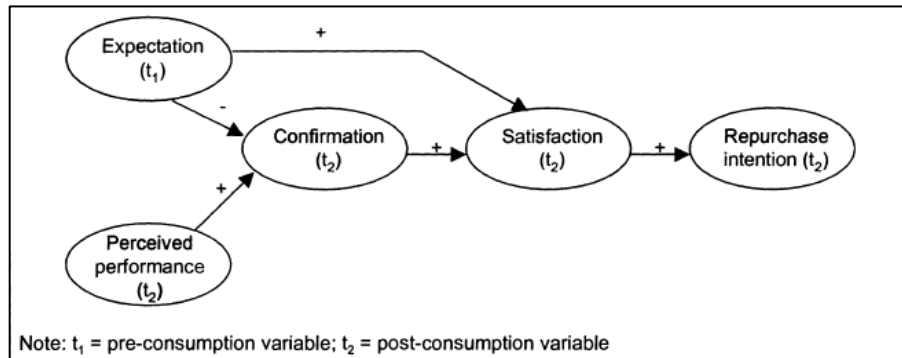 Expectation
(t₁)
+
-
Confirmation
(t₂)
+
Satisfaction
(t₂)
+
Repurchase
intention (t₂)
+
Perceived
performance
(t₂)
Note: t₁ = pre-consumption variable; t₂ = post-consumption variable